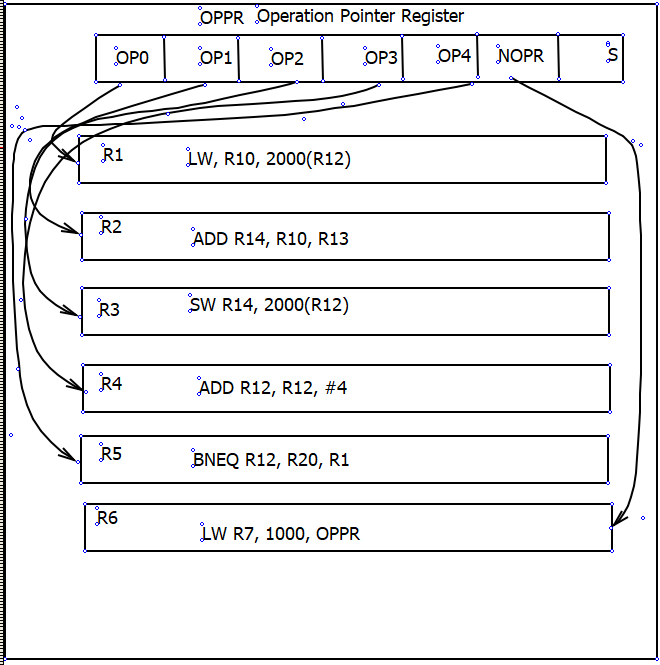 OPPR Operation Pointer Register
OP0 OP1 OP2 OP3 OP4 NOPR S
R1 LW, R10, 2000(R12)
R2 ADD R14, R10, R13
R3 SW R14, 2000(R12)
R4 ADD R12, R12, #4
R5 BNEQ R12, R20, R1
R6 LW R7, 1000, OPPR